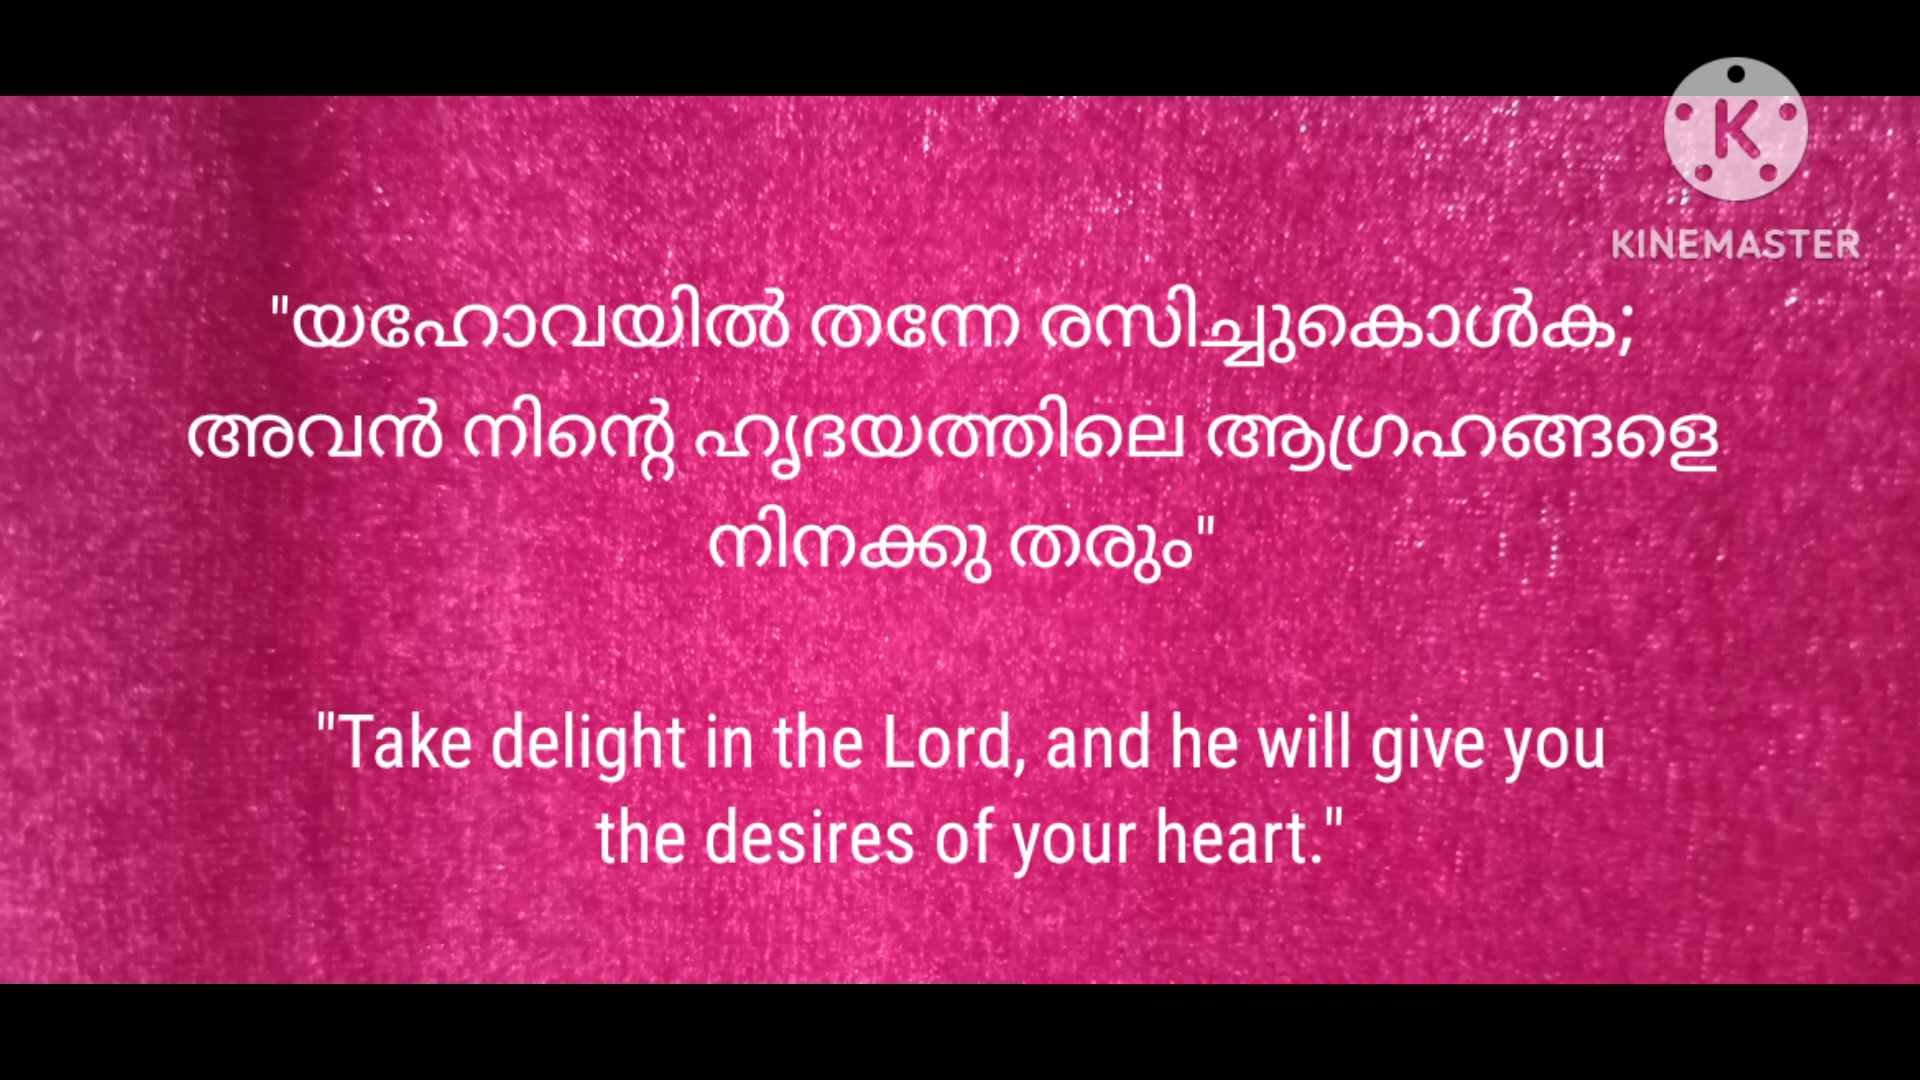 K
KINEMASTER
"യഹോവയിൽ തന്നേ രസിച്ചുകൊൾക;
അവൻ നിന്റെ ഹൃദയത്തിലെ ആഗ്രഹങ്ങളെ
നിനക്കു തരും"
"Take delight in the Lord, and he will give you
the desires of your heart."